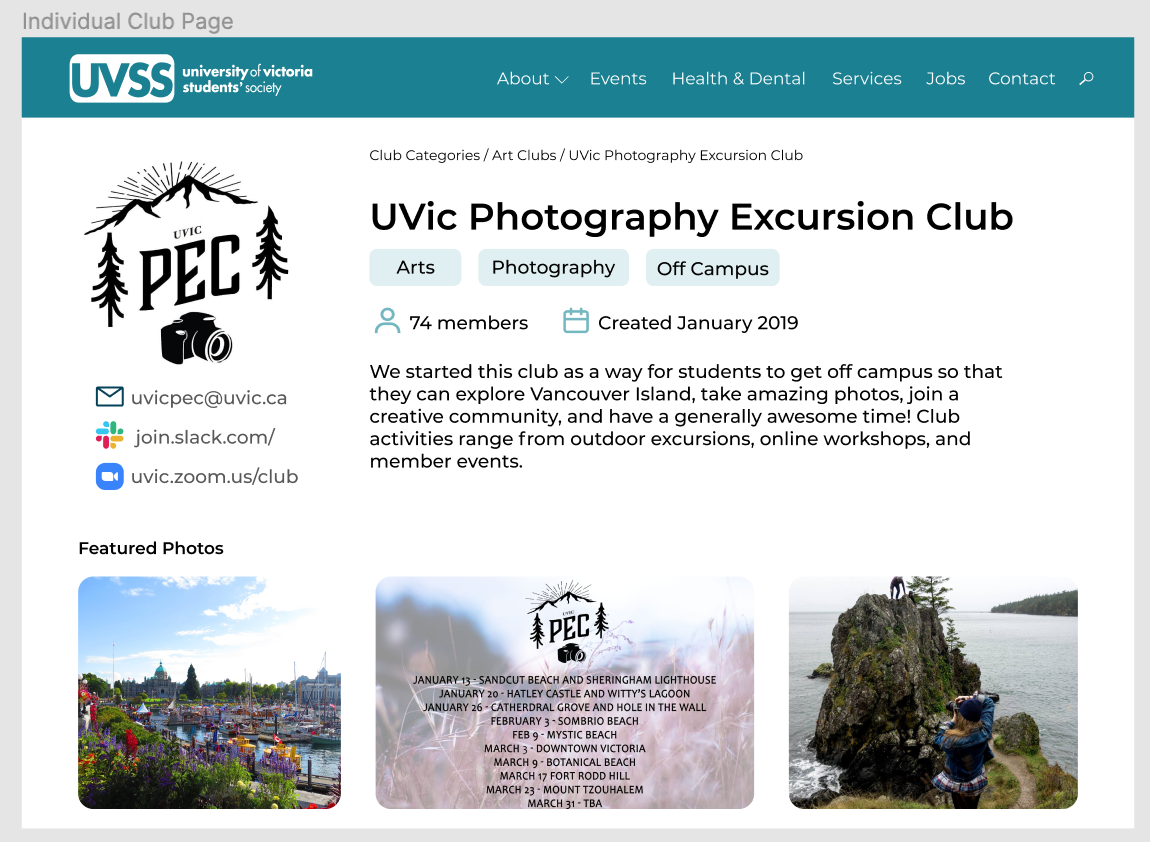 Individual Club Page
UVSS university of victoria
students' society
About Events Health & Dental Services Jobs Contact
Club Categories / Art Clubs / UVic Photography Excursion Club
UVIC
PEC
UVic Photography Excursion Club
Arts Photography Off Campus
74 members Created January 2019
We started this club as a way for students to get off campus so that
they can explore Vancouver Island, take amazing photos, join a
creative community, and have a generally awesome time! Club
activities range from outdoor excursions, online workshops, and
member events.
uvicpec@uvic.ca
join.slack.com/
uvic.zoom.us/club
Featured Photos
UVIC
PEC
JANUARY 13 - SANDCUT BEACH AND SHERINGHAM LIGHTHOUSE
JANUARY 20 - HATLEY CASTLE AND WITTY'S LAGOON
JANUARY 26 - CATHERDRAL GROVE AND HOLE IN THE WALL
FEBRUARY 3 - SOMBRIO BEACH
FEB 9 - MYSTIC BEACH
MARCH 3 - DOWNTOWN VICTORIA
MARCH 9 - BOTANICAL BEACH
MARCH 17 FORT RODD HILL
MARCH 23 - MOUNT TZOUHALEM
MARCH 31 - TBA